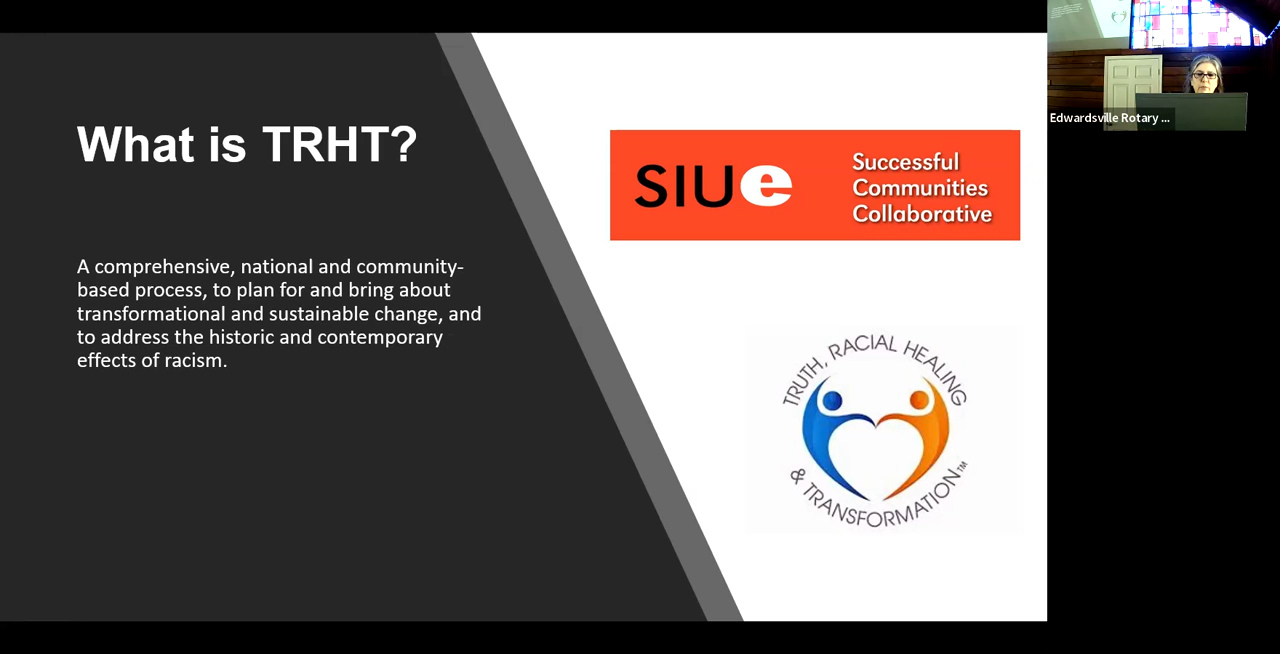 What is TRHT?
A comprehensive, national and community-
based process, to plan for and bring about
transformational and sustainable change, and
to address the historic and contemporary
effects of racism.
SIUe
Successful
Communities
Collaborative
TRUTH, RACIAL HEALING
& TRANSFORMATION™
Edwardsville Rotary ...